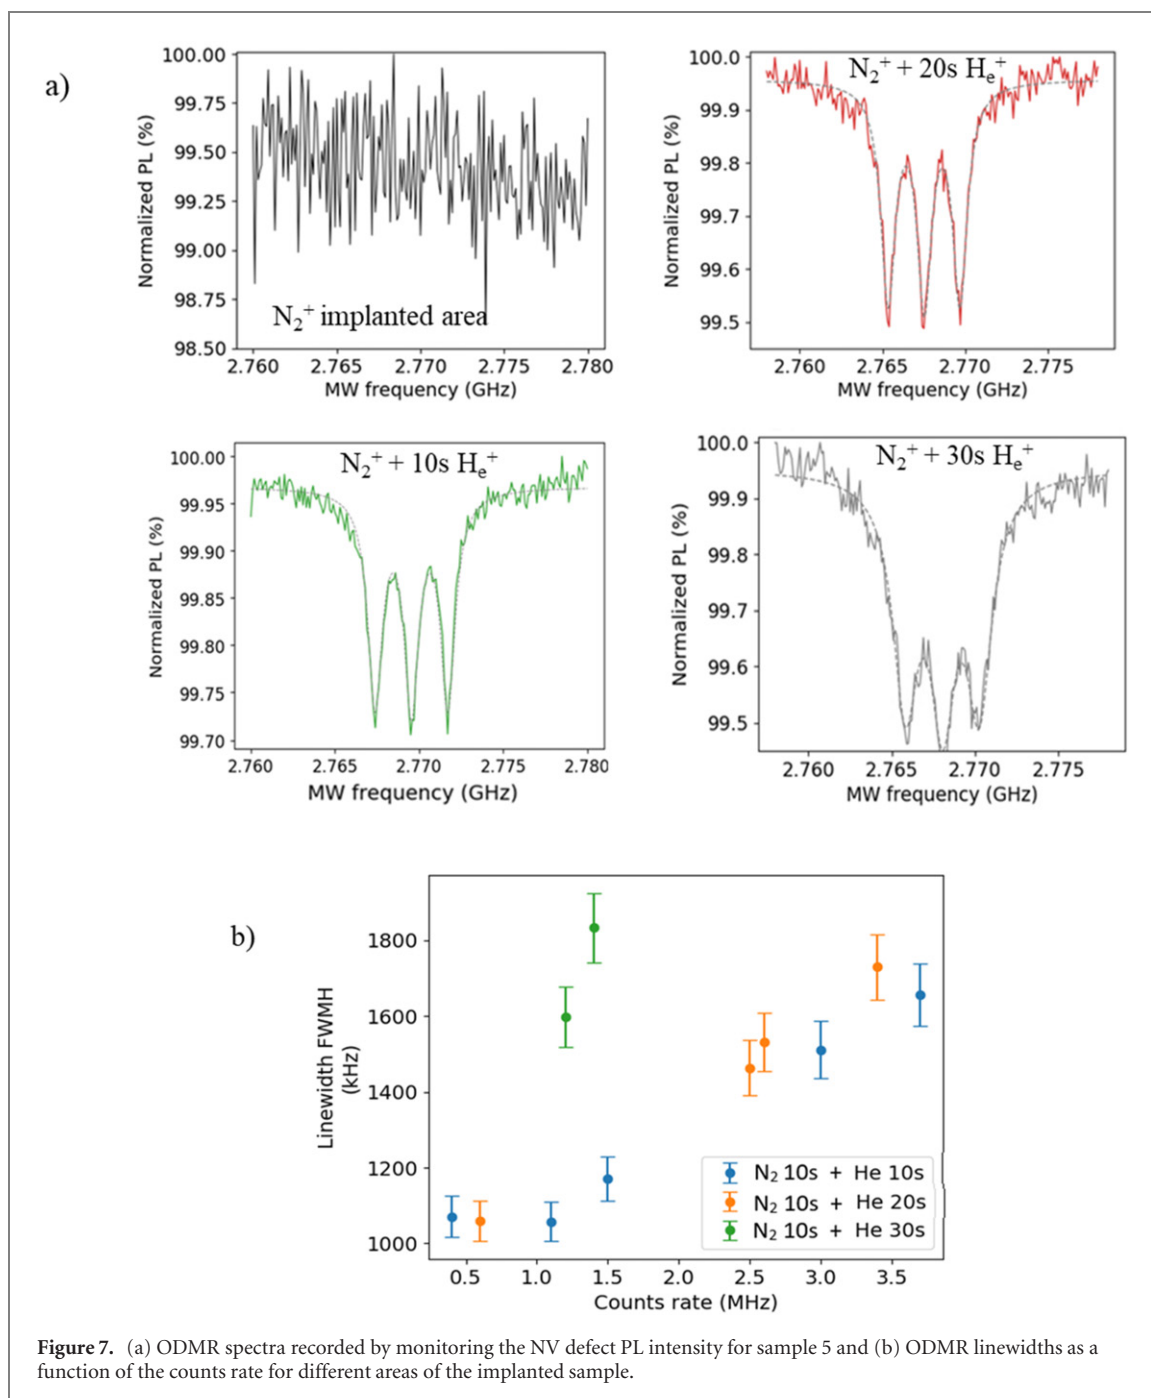 a)
100.00
99.75
99.50
99.25
99.00
98.75
98.50
Normalized PL (%)
N₂⁺ implanted area
2.760 2.765 2.770 2.775 2.780
MW frequency (GHz)
100.0
99.9
99.8
99.7
99.6
99.5
Normalized PL (%)
N₂⁺ + 20s Hₑ⁺
2.760 2.765 2.770 2.775
MW frequency (GHz)
100.00
99.95
99.90
99.85
99.80
99.75
99.70
Normalized PL (%)
N₂⁺ + 10s Hₑ⁺
2.760 2.765 2.770 2.775 2.780
MW frequency (GHz)
100.0
99.9
99.8
99.7
99.6
99.5
Normalized PL (%)
N₂⁺ + 30s Hₑ⁺
2.760 2.765 2.770 2.775
MW frequency (GHz)
b)
1800
1600
1400
1200
1000
Linewidth FWMH
(kHz)
N₂ 10s + He 10s
N₂ 10s + He 20s
N₂ 10s + He 30s
0.5 1.0 1.5 2.0 2.5 3.0 3.5
Counts rate (MHz)
Figure 7. (a) ODMR spectra recorded by monitoring the NV defect PL intensity for sample 5 and (b) ODMR linewidths as a
function of the counts rate for different areas of the implanted sample.